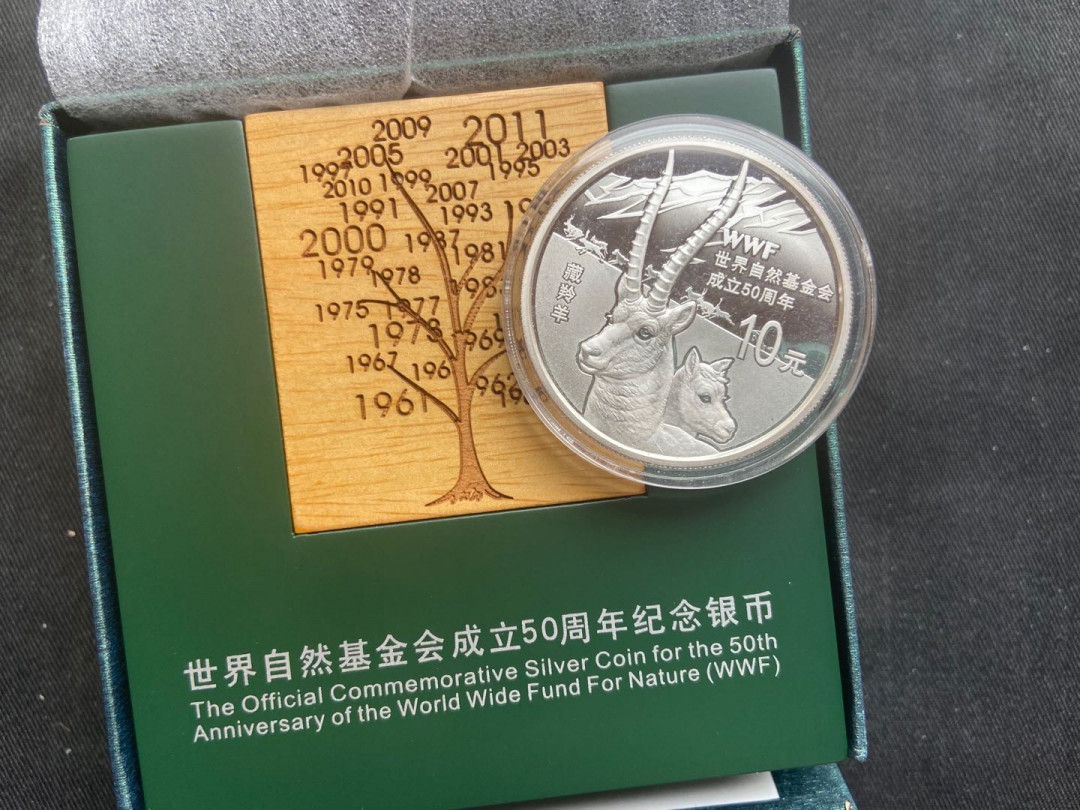 2009 2011
2005 2001 2003
1997 1999 1995
2010 2007
1991 1993
2000 1987 1981
1979 1978
1975 1977
1973
1967
1961
WWF
世界自然基金会
成立50周年
10元
藏羚羊
世界自然基金会成立50周年纪念银币
The Official Commemorative Silver Coin for the 50th
Anniversary of the World Wide Fund For Nature (WWF)